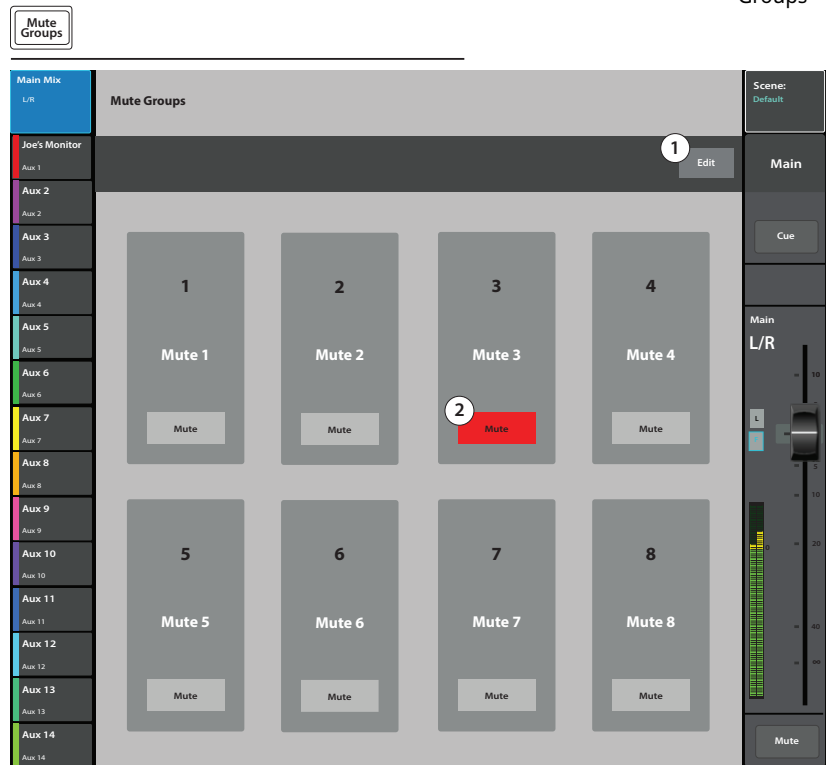 Groups
Mute
Groups
Main Mix
L/R
Mute Groups
Scene:
Default
Joe's Monitor
Aux 1
1
Edit
Main
Aux 2
Aux 2
Aux 3
Aux 3
Cue
Aux 4
Aux 4
Aux 5
Aux 5
Aux 6
Aux 6
Aux 7
Aux 7
Aux 8
Aux 8
Aux 9
Aux 9
Aux 10
Aux 10
Aux 11
Aux 11
Aux 12
Aux 12
Aux 13
Aux 13
Aux 14
Aux 14
1
2
3
4
Mute 1
Mute 2
Mute 3
Mute 4
2
Mute
Mute
Mute
Mute
5
6
7
8
Mute 5
Mute 6
Mute 7
Mute 8
Mute
Mute
Mute
Mute
Main
L/R
10
L
5
10
20
40
∞
Mute